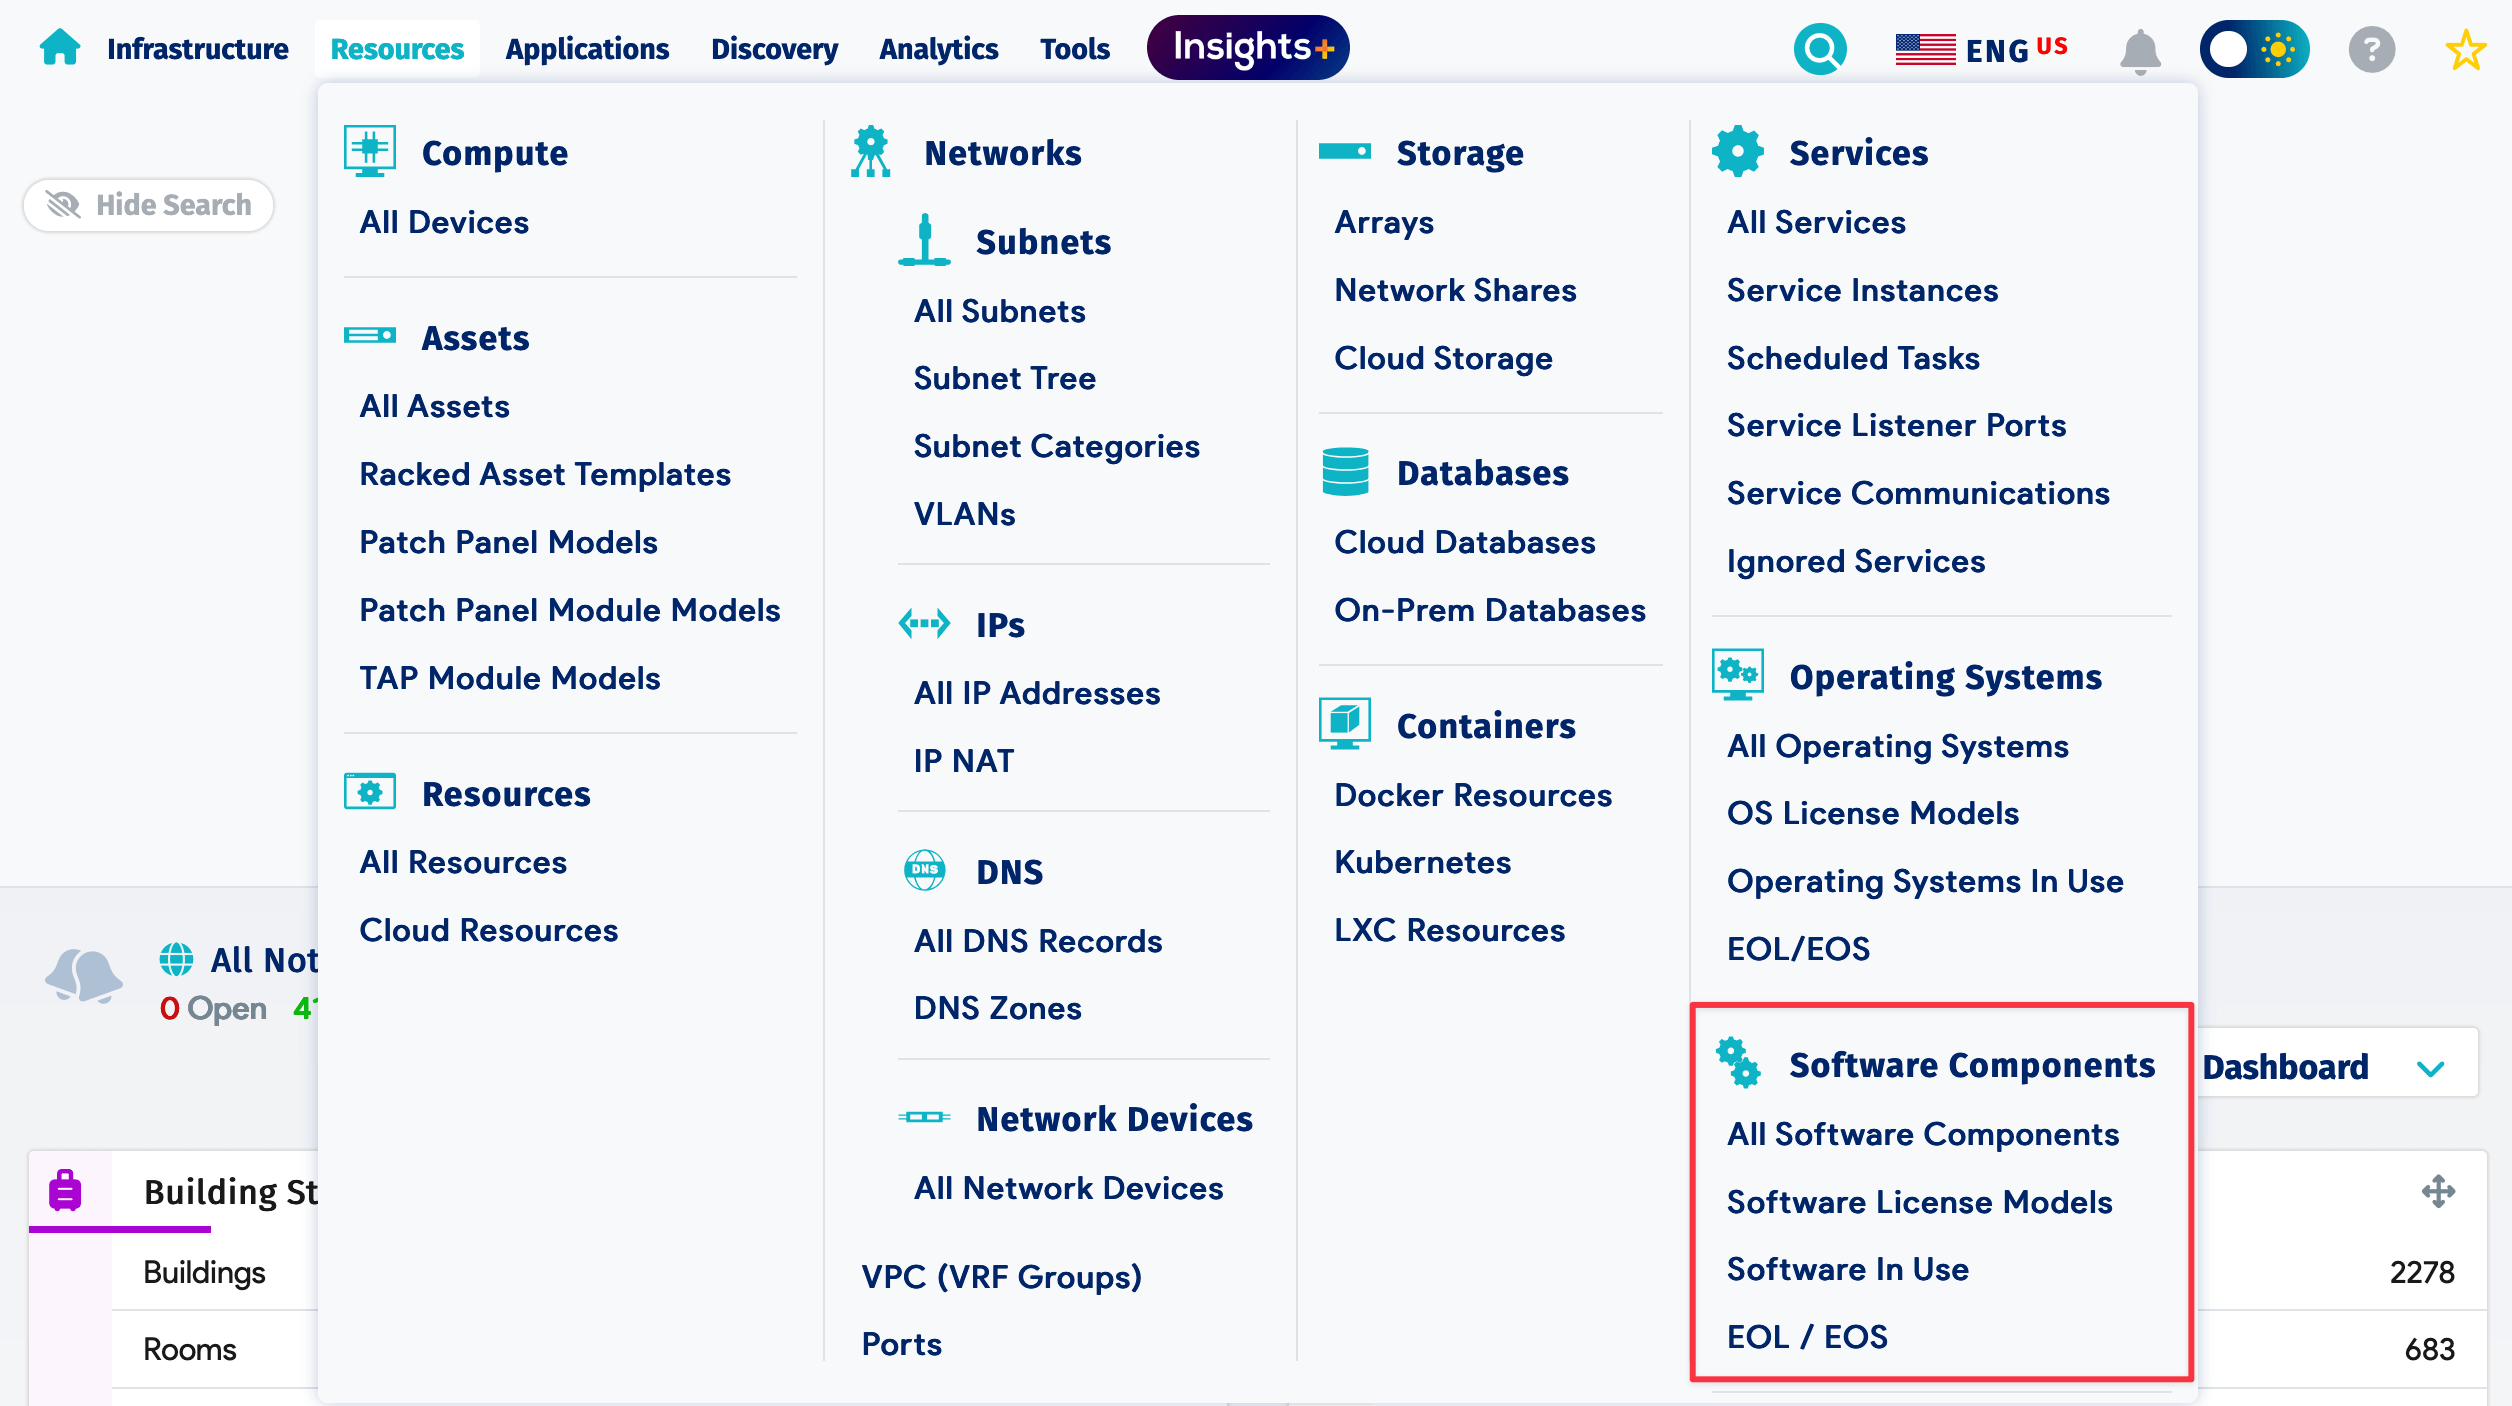 Infrastructure
Resources
Applications
Discovery
Analytics
Tools
Insights+
ENG US
?
Hide Search
Compute
All Devices
Assets
All Assets
Racked Asset Templates
Patch Panel Models
Patch Panel Module Models
TAP Module Models
Resources
All Resources
Cloud Resources
Networks
Subnets
All Subnets
Subnet Tree
Subnet Categories
VLANs
IPs
All IP Addresses
IP NAT
DNS
DNS
All DNS Records
DNS Zones
Network Devices
All Network Devices
VPC (VRF Groups)
Ports
Storage
Arrays
Network Shares
Cloud Storage
Databases
Cloud Databases
On-Prem Databases
Containers
Docker Resources
Kubernetes
LXC Resources
Services
All Services
Service Instances
Scheduled Tasks
Service Listener Ports
Service Communications
Ignored Services
Operating Systems
All Operating Systems
OS License Models
Operating Systems In Use
EOL/EOS
Software Components
All Software Components
Software License Models
Software In Use
EOL / EOS
All Not
0 Open
Dashboard
Building St
Buildings
2278
Rooms
683